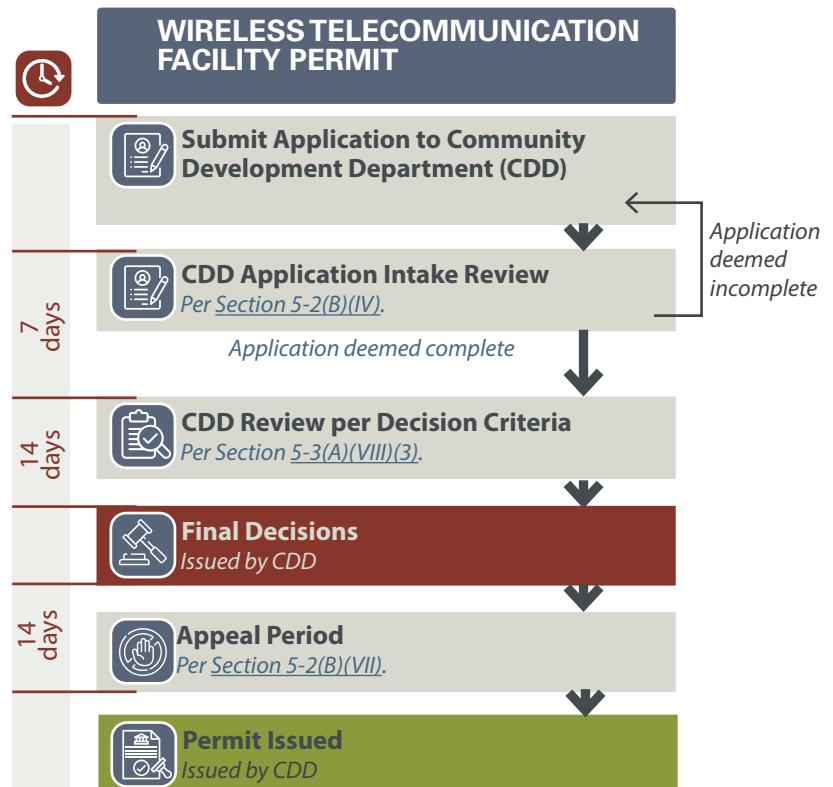 WIRELESS TELECOMMUNICATION
FACILITY PERMIT
Submit Application to Community
Development Department (CDD)
Application
deemed
incomplete
7
days
CDD Application Intake Review
Per Section 5-2(B)(IV).
Application deemed complete
14
days
CDD Review per Decision Criteria
Per Section 5-3(A)(VIII)(3).
Final Decisions
Issued by CDD
14
days
Appeal Period
Per Section 5-2(B)(VII).
Permit Issued
Issued by CDD